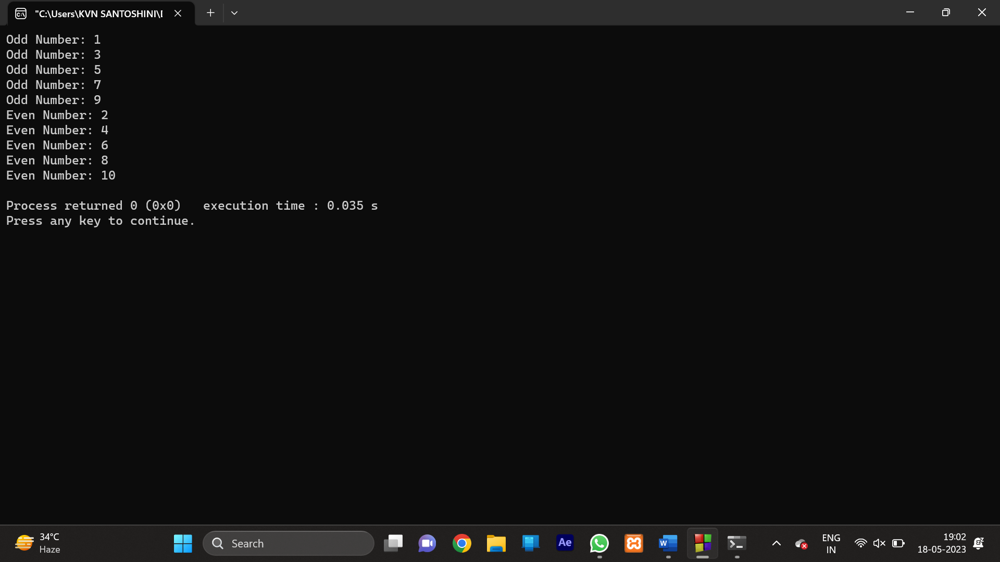 "C:\Users\KVN SANTOSHINI\
Odd Number: 1
Odd Number: 3
Odd Number: 5
Odd Number: 7
Odd Number: 9
Even Number: 2
Even Number: 4
Even Number: 6
Even Number: 8
Even Number: 10
Process returned 0 (0x0)   execution time : 0.035 s
Press any key to continue.
34°C
Haze
Search
Ae
W
ENG
IN
19:02
18-05-2023